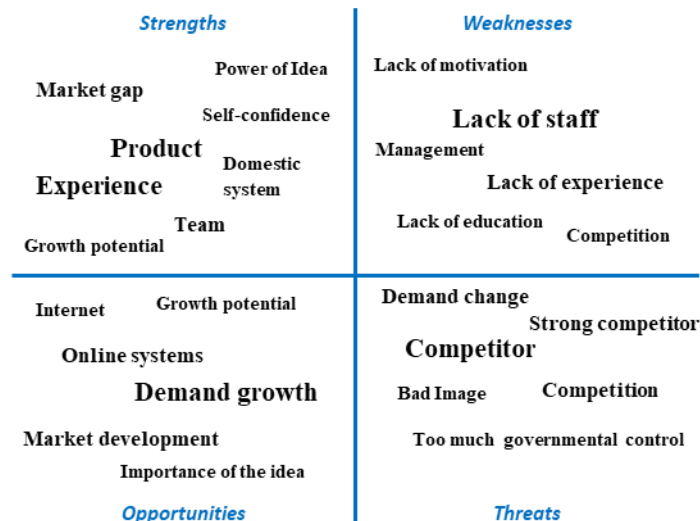 Strengths
Power of Idea
Market gap
Self-confidence
Product
Domestic
system
Experience
Team
Growth potential
Weaknesses
Lack of motivation
Lack of staff
Management
Lack of experience
Lack of education
Competition
Internet
Growth potential
Online systems
Demand growth
Market development
Importance of the idea
Opportunities
Demand change
Strong competitor
Competitor
Bad Image
Competition
Too much governmental control
Threats